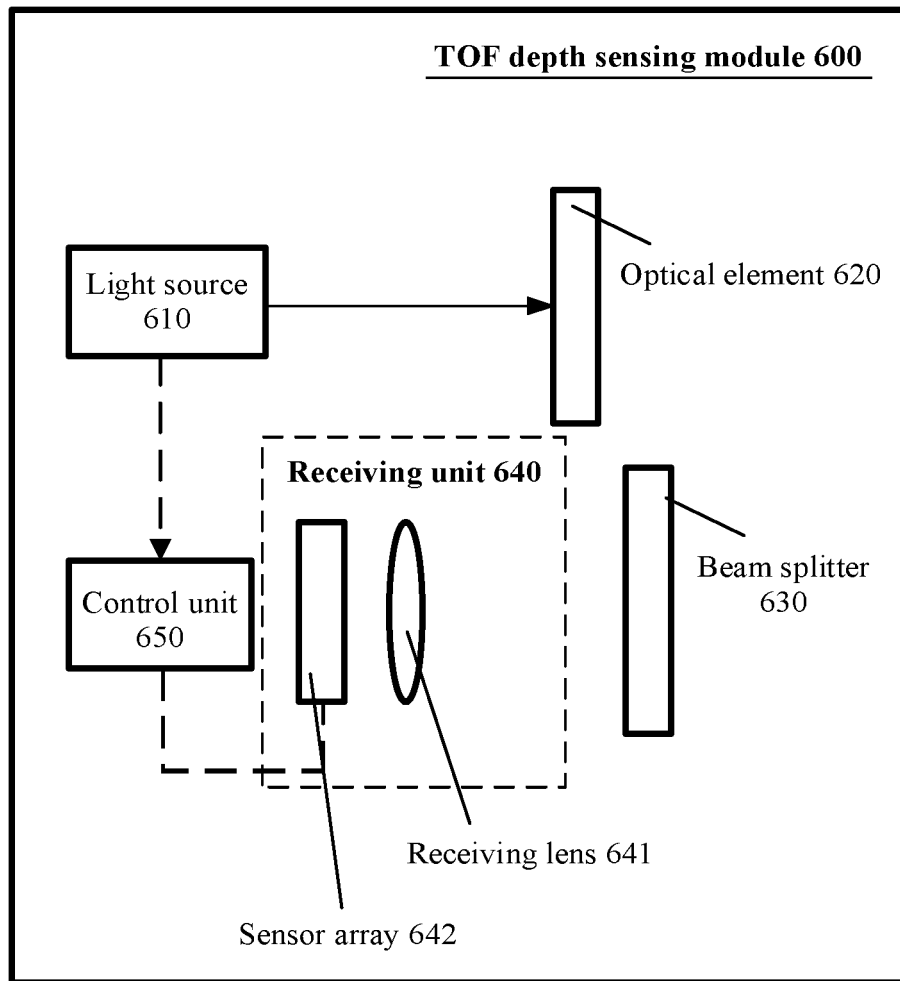 TOF depth sensing module 600
Light source
610
Optical element 620
Receiving unit 640
Beam splitter
630
Control unit
650
Receiving lens 641
Sensor array 642